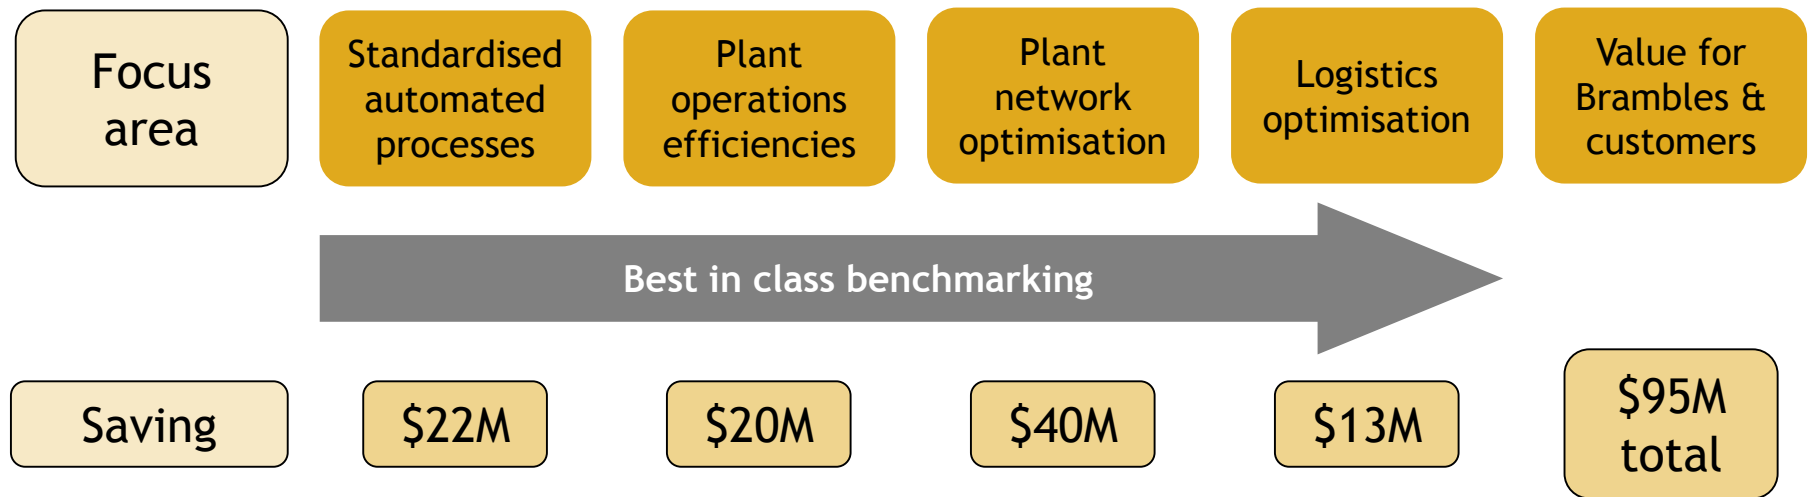 Focus
area
Standardised
automated
processes
Plant
operations
efficiencies
Plant
network
optimisation
Logistics
optimisation
Value for
Brambles &
customers
Best in class benchmarking
Saving
$22M
$20M
$40M
$13M
$95M
total